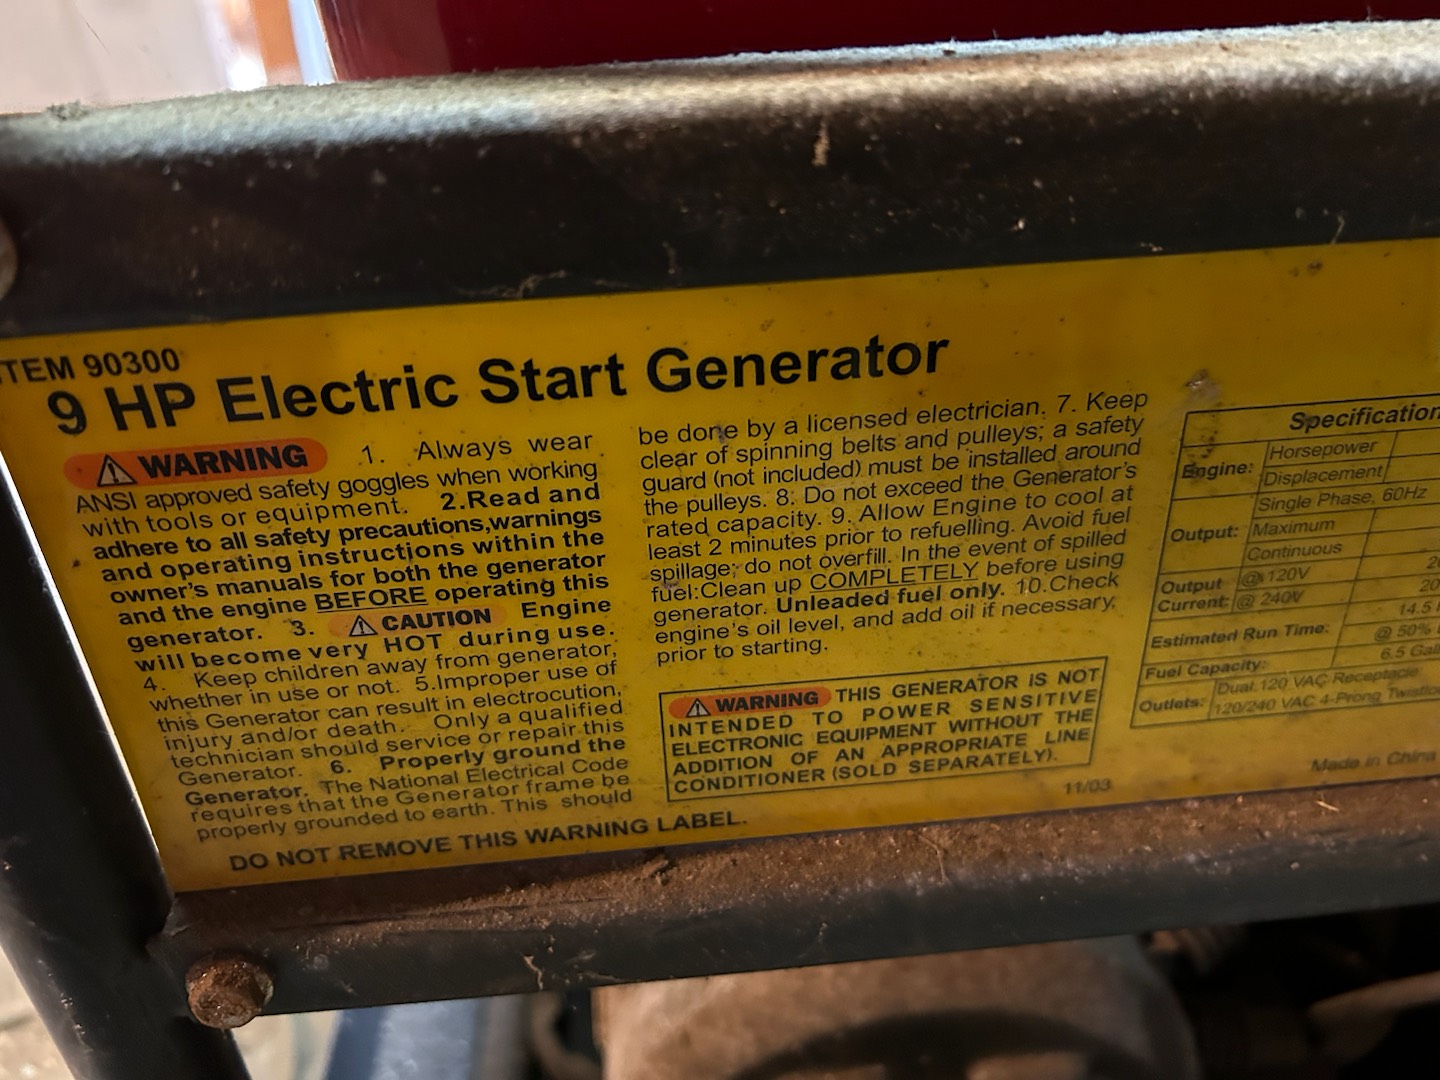 TEM 90300
9 HP Electric Start Generator
WARNING 1. Always wear
ANSI approved safety goggles when working
with tools or equipment. 2.Read and
adhere to all safety precautions,warnings
and operating instructions within the
owner's manuals for both the generator
and the engine BEFORE operating this
generator. 3. CAUTION Engine
will become very HOT during use.
4. Keep children away from generator,
whether in use or not. 5.Improper use of
this Generator can result in electrocution,
injury and/or death. Only a qualified
technician should service or repair this
Generator. 6. Properly ground the
Generator. The National Electrical Code
requires that the Generator frame be
properly grounded to earth. This should
be done by a licensed electrician. 7. Keep
clear of spinning belts and pulleys; a safety
guard (not included) must be installed around
the pulleys. 8. Do not exceed the Generator's
rated capacity. 9. Allow Engine to cool at
least 2 minutes prior to refuelling. Avoid fuel
spillage; do not overfill. In the event of spilled
fuel:Clean up COMPLETELY before using
generator. Unleaded fuel only. 10.Check
engine's oil level, and add oil if necessary,
prior to starting.
WARNING THIS GENERATOR IS NOT
INTENDED TO POWER SENSITIVE
ELECTRONIC EQUIPMENT WITHOUT THE
ADDITION OF AN APPROPRIATE LINE
CONDITIONER (SOLD SEPARATELY).
11/03
DO NOT REMOVE THIS WARNING LABEL.
Specification
Engine: Horsepower
Displacement
Output: Single Phase, 60Hz
Maximum
Continuous
Output Current: @ 120V
@ 240V 20
Estimated Run Time: 14.5
@ 50%
Fuel Capacity: 6.5 Gal
Outlets: Dual 120 VAC Receptacle
120/240 VAC 4-Prong Twistlo
Made in China